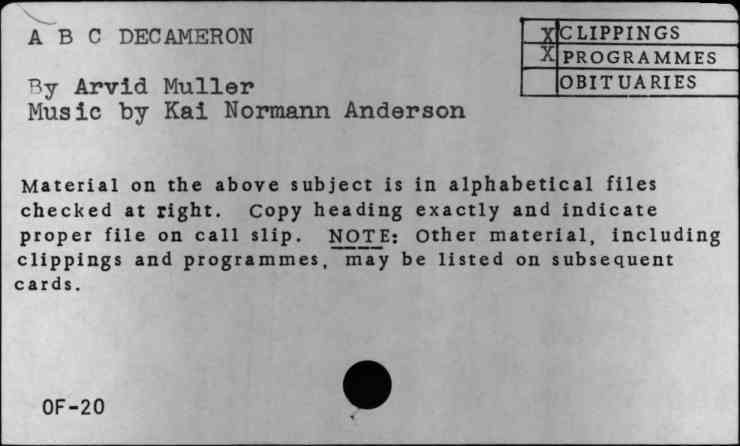 A B C DECAMERON
X CLIPPINGS
X PROGRAMMES
OBITUARIES
By Arvid Muller
Music by Kai Normann Anderson
Material on the above subject is in alphabetical files
checked at right. Copy heading exactly and indicate
proper file on call slip. NOTE: Other material, including
clippings and programmes, may be listed on subsequent
cards.
OF-20